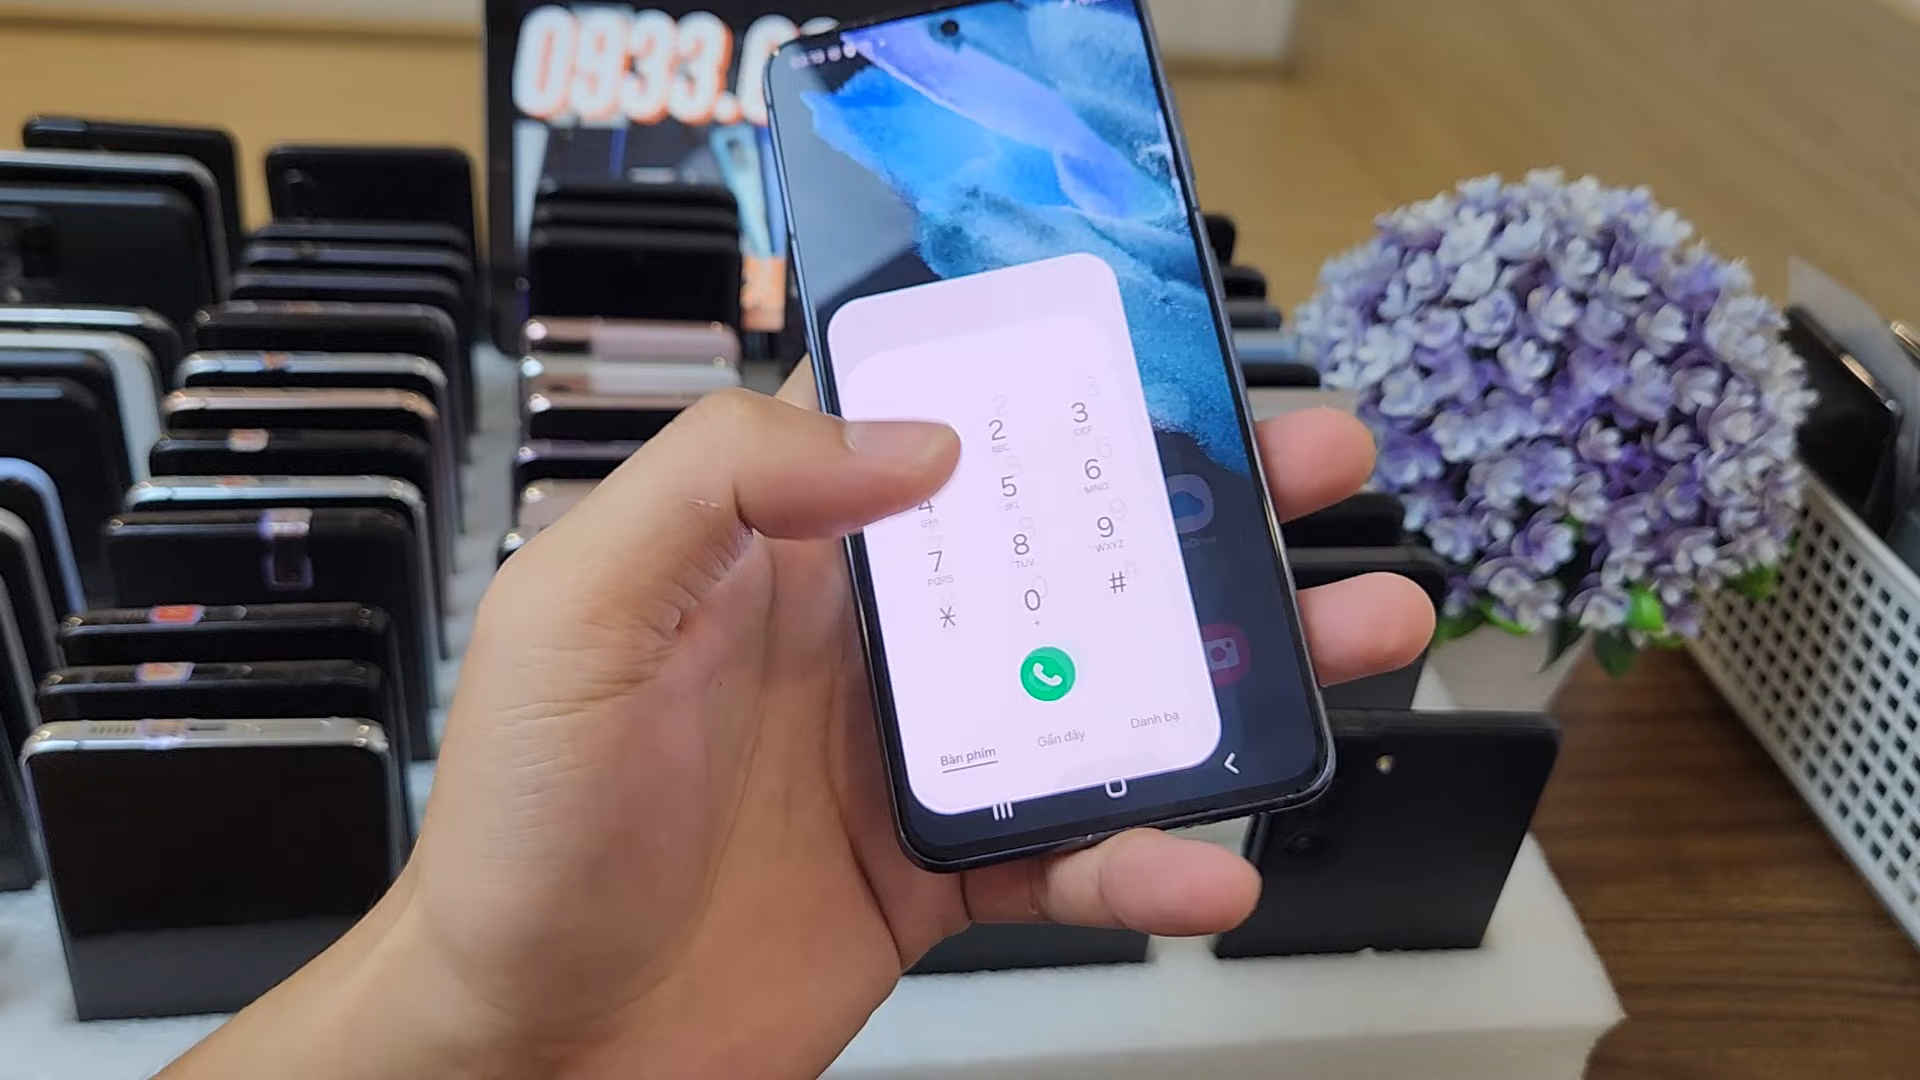 0933.0
2
ABC
3
DEF
4
GHI
5
JKL
6
MNO
7
PQRS
8
TUV
9
WXYZ
*
0
+
#
Bàn phím
Gần đây
Danh bạ